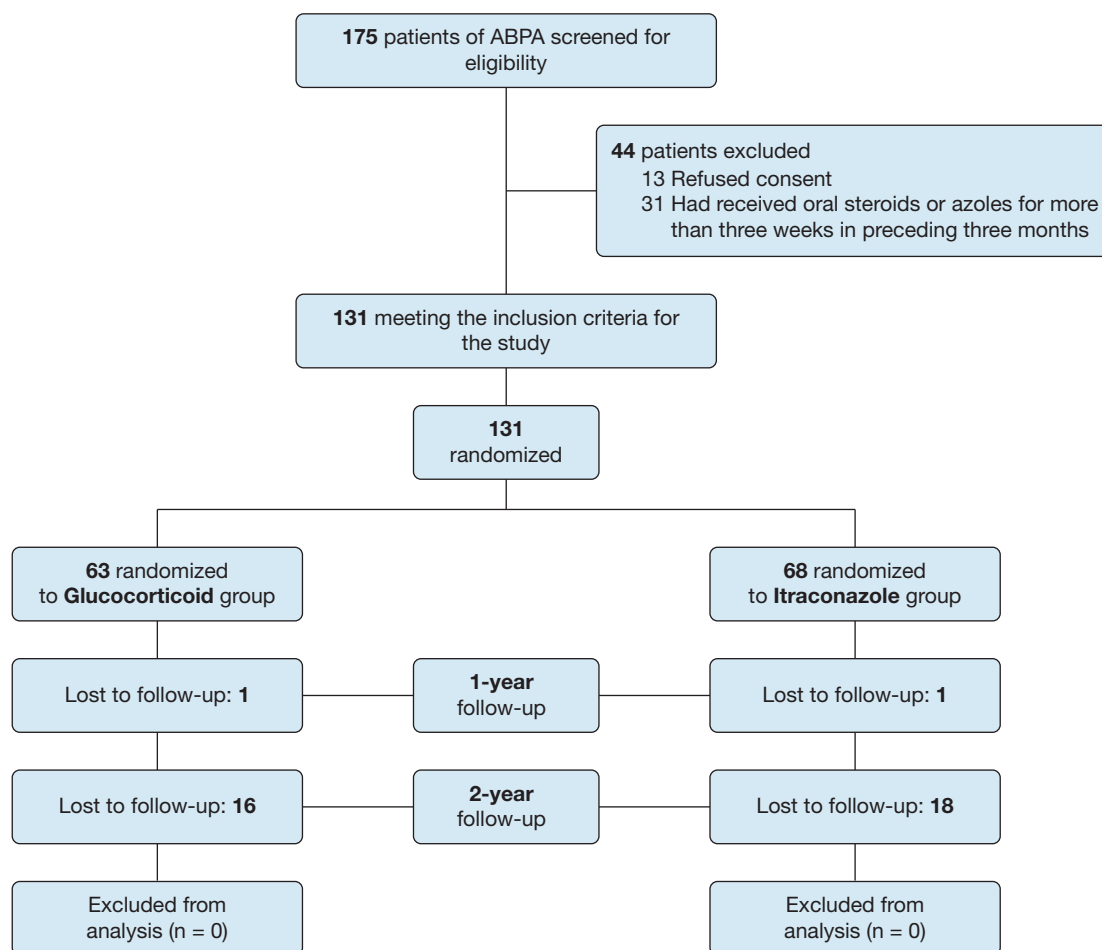 175 patients of ABPA screened for
eligibility
44 patients excluded
13 Refused consent
31 Had received oral steroids or azoles for more
than three weeks in preceding three months
131 meeting the inclusion criteria for
the study
131
randomized
63 randomized
to Glucocorticoid group
68 randomized
to Itraconazole group
Lost to follow-up: 1
1-year
follow-up
Lost to follow-up: 1
Lost to follow-up: 16
2-year
follow-up
Lost to follow-up: 18
Excluded from
analysis (n = 0)
Excluded from
analysis (n = 0)